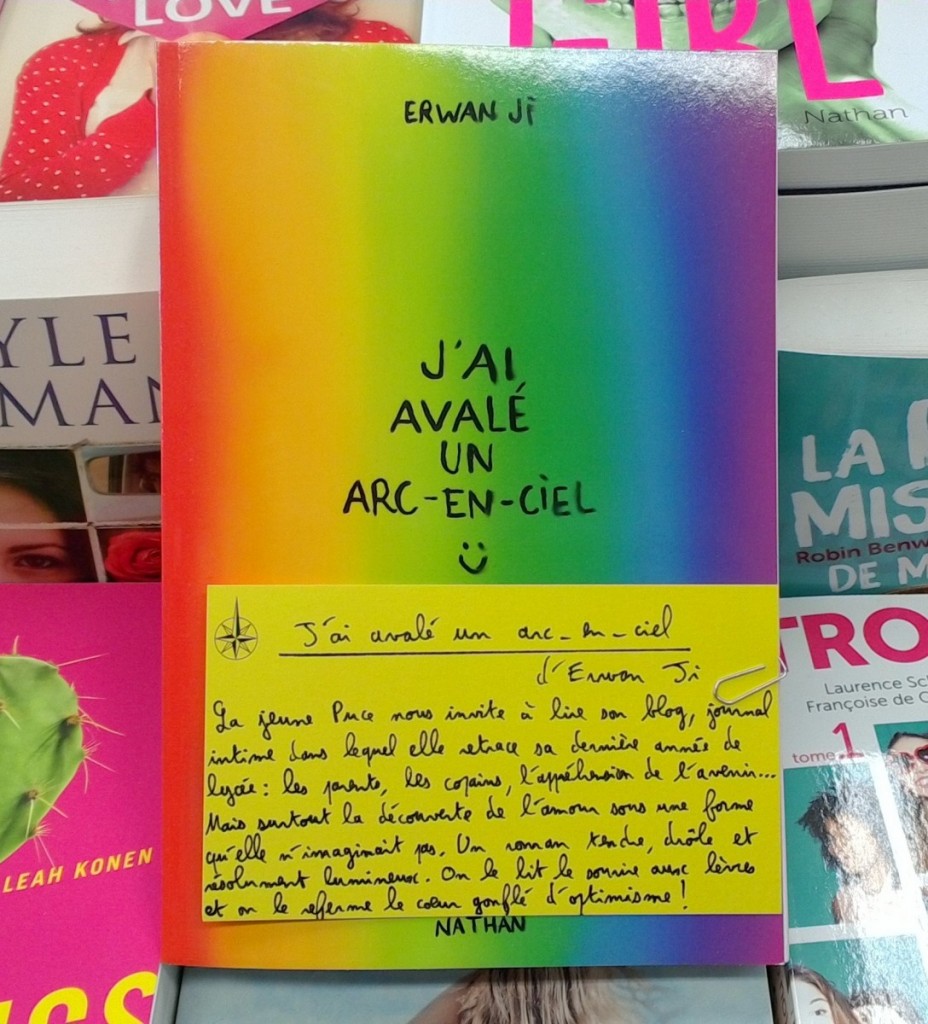 LOVE
GIRL
Nathan
ERWAN Ji
YLE
MAN
J'AI
AVALÉ
UN
ARC-EN-CIEL
LA
MIS
Robin Benw
DE M
J'ai avalé un arc-en-ciel
d'Erwan Ji
La jeune Puce nous invite à lire son blog, journal
intime dans lequel elle retrace sa dernière année de
lycée : les parents, les copains, l'appréhension de l'avenir...
Mais surtout la découverte de l'amour sous une forme
qu'elle n'imaginait pas. Un roman tendre, drôle et
résolument lumineux. On le lit le sourire aux lèvres
et on le referme le cœur gonflé d'optimisme !
NATHAN
TRO
Laurence Sc
Françoise de
tome 1
LEAH KONEN